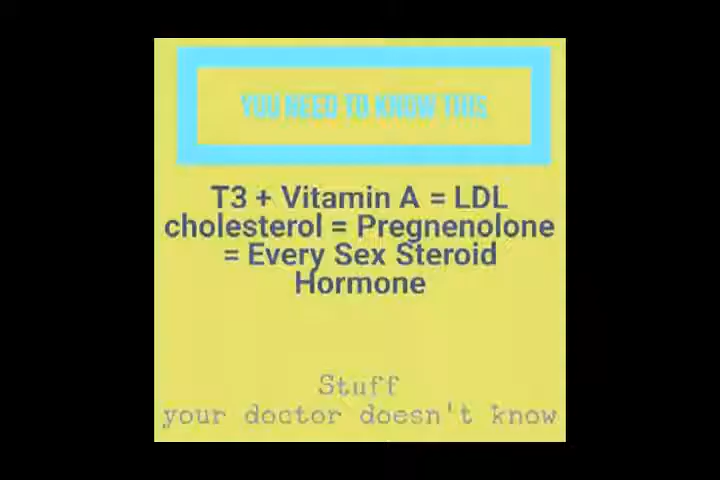 YOU NEED TO KNOW THIS
T3 + Vitamin A = LDL
cholesterol = Pregnenolone
= Every Sex Steroid
Hormone
Stuff
your doctor doesn't know